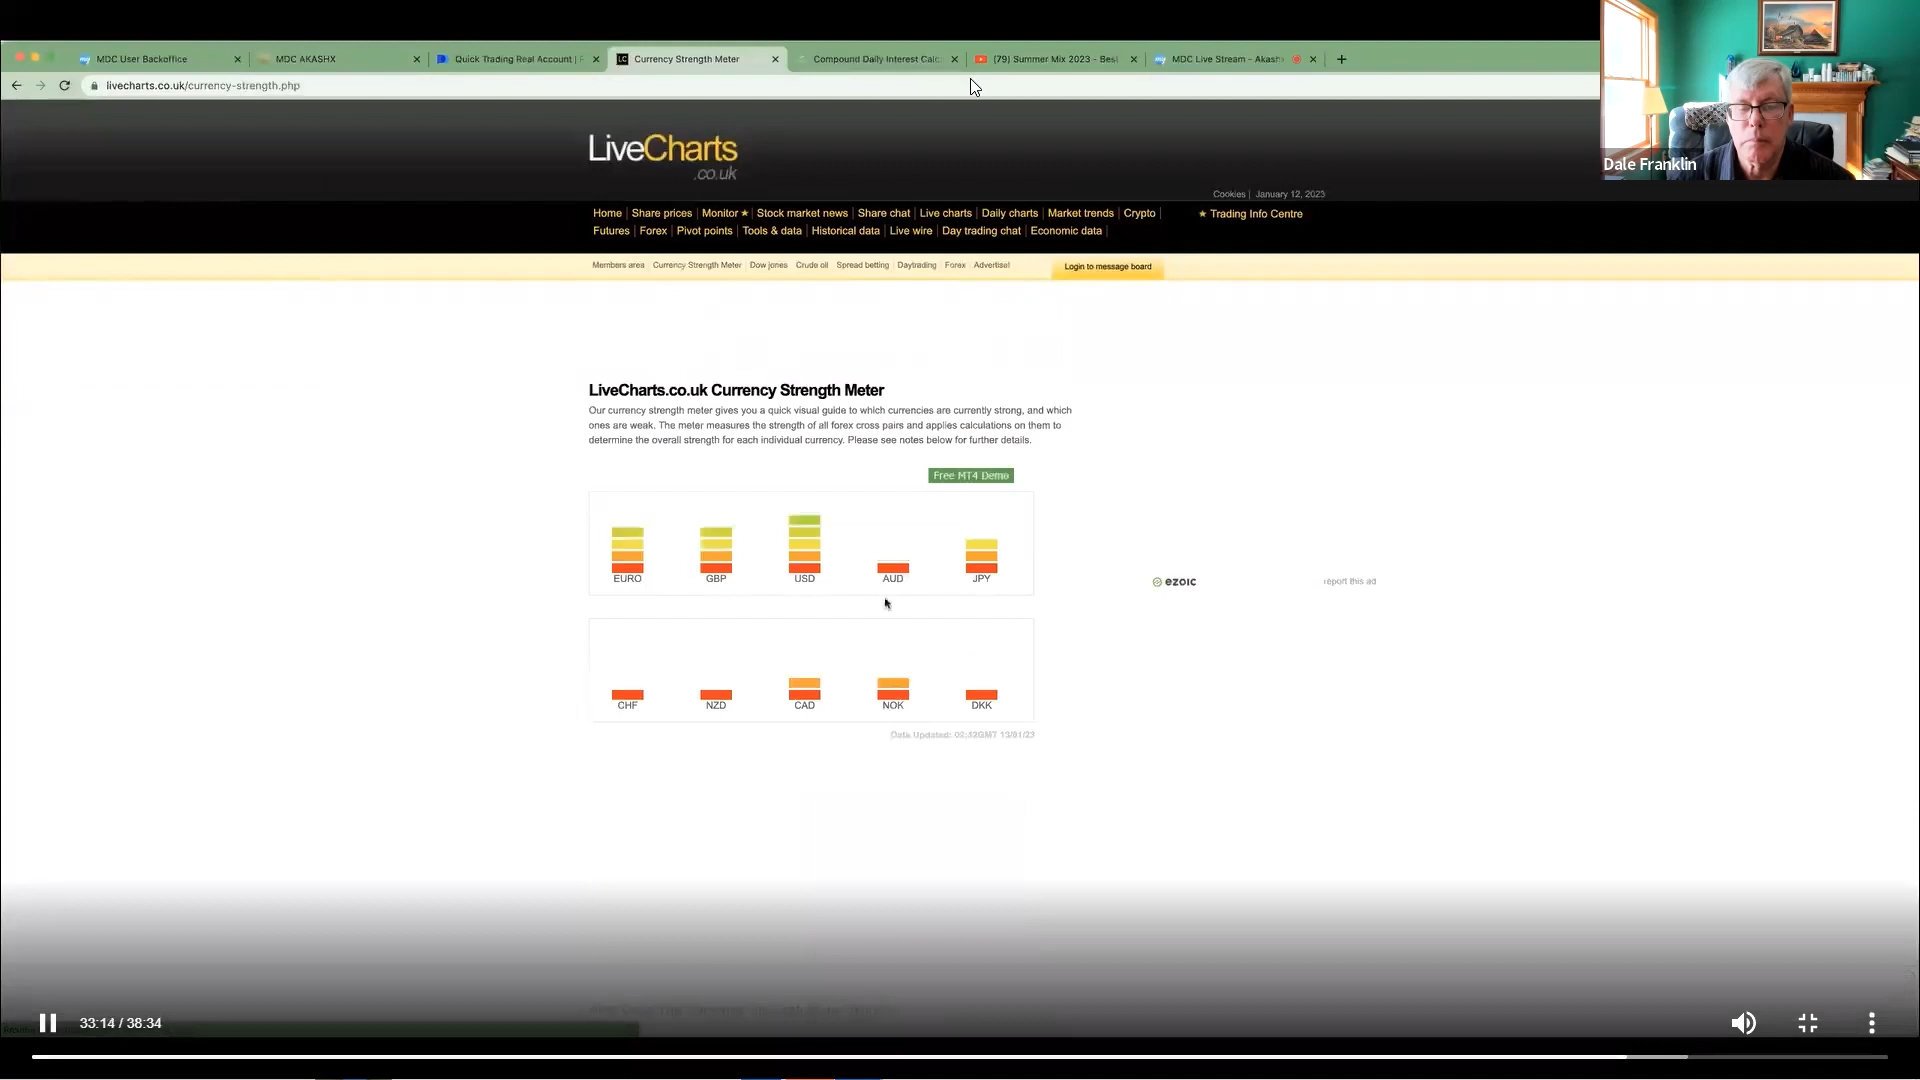 MDC User Backoffice
MDC AKASHX
Quick Trading Real Account |
Currency Strength Meter
Compound Daily Interest Calc
(79) Summer Mix 2023 - Best
MDC Live Stream - Akash
livecharts.co.uk/currency-strength.php
Dale Franklin
LiveCharts
.co.uk
Cookies | January 12, 2023
Home | Share prices | Monitor ★ | Stock market news | Share chat | Live charts | Daily charts | Market trends | Crypto |
★ Trading Info Centre
Futures | Forex | Pivot points | Tools & data | Historical data | Live wire | Day trading chat | Economic data |
Members area Currency Strength Meter Dow jones Crude oil Spread betting Daytrading Forex Advertise!
Login to message board
LiveCharts.co.uk Currency Strength Meter
Our currency strength meter gives you a quick visual guide to which currencies are currently strong, and which
ones are weak. The meter measures the strength of all forex cross pairs and applies calculations on them to
determine the overall strength for each individual currency. Please see notes below for further details.
Free MT4 Demo
EURO GBP USD AUD JPY
ezoic
report this ad
CHF NZD CAD NOK DKK
Data Updated: 13/01/23
33:14 / 38:34